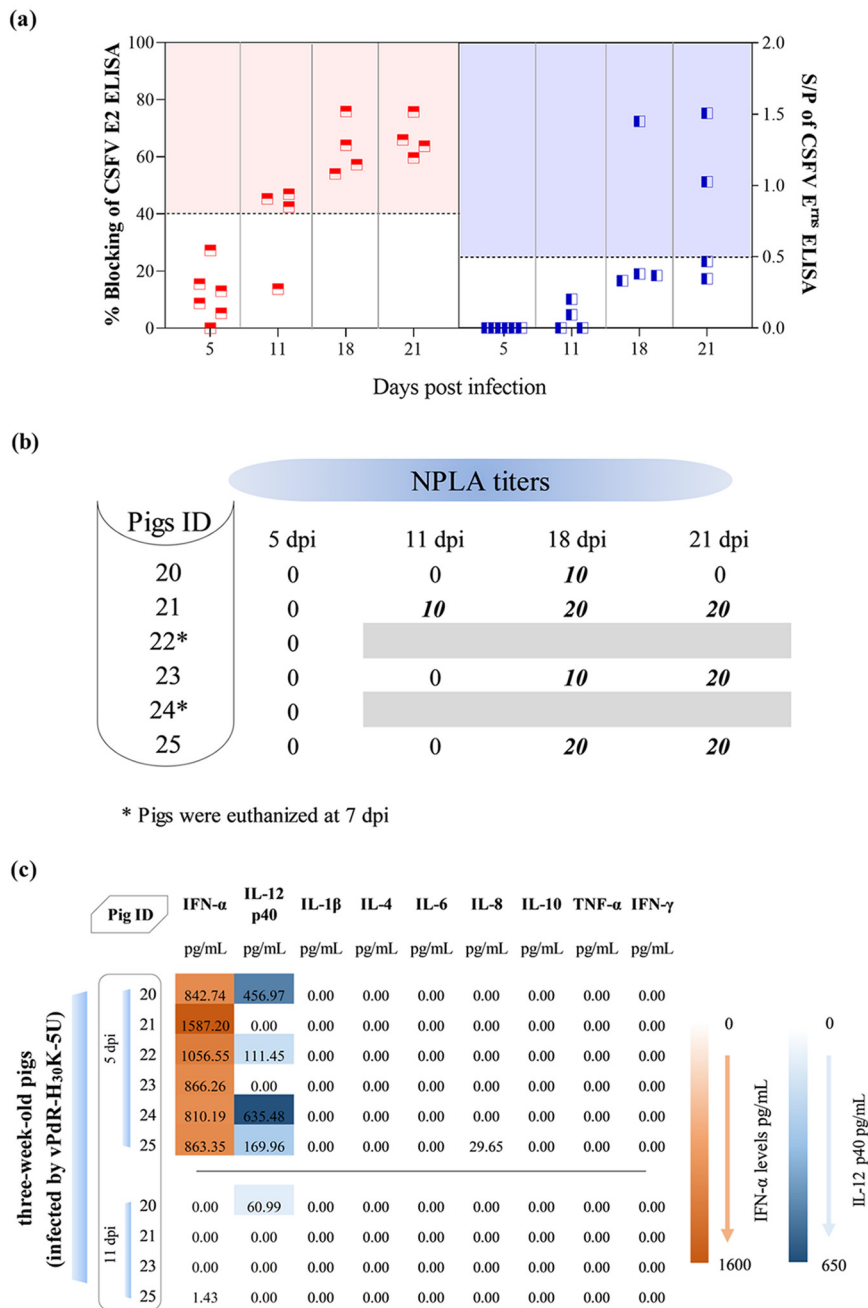 (a)
% Blocking of CSFV E2 ELISA
100
80
60
40
20
0
2.0
1.5
1.0
0.5
0.0
S/P of CSFV Erns ELISA
5 11 18 21 5 11 18 21
Days post infection
(b)
NPLA titers
Pigs ID
5 dpi 11 dpi 18 dpi 21 dpi
20 0 0 10 0
21 0 10 20 20
22* 0
23 0 0 10 20
24* 0
25 0 0 20 20
* Pigs were euthanized at 7 dpi
(c)
Pig ID
IFN-α IL-12 p40 IL-1β IL-4 IL-6 IL-8 IL-10 TNF-α IFN-γ
pg/mL pg/mL pg/mL pg/mL pg/mL pg/mL pg/mL pg/mL pg/mL
three-week-old pigs
(infected by vPdR-H30K-5U)
5 dpi
20 842.74 456.97 0.00 0.00 0.00 0.00 0.00 0.00 0.00
21 1587.20 0.00 0.00 0.00 0.00 0.00 0.00 0.00 0.00
22 1056.55 111.45 0.00 0.00 0.00 0.00 0.00 0.00 0.00
23 866.26 0.00 0.00 0.00 0.00 0.00 0.00 0.00 0.00
24 810.19 635.48 0.00 0.00 0.00 0.00 0.00 0.00 0.00
25 863.35 169.96 0.00 0.00 0.00 29.65 0.00 0.00 0.00
11 dpi
20 0.00 60.99 0.00 0.00 0.00 0.00 0.00 0.00 0.00
21 0.00 0.00 0.00 0.00 0.00 0.00 0.00 0.00 0.00
23 0.00 0.00 0.00 0.00 0.00 0.00 0.00 0.00 0.00
25 1.43 0.00 0.00 0.00 0.00 0.00 0.00 0.00 0.00
0
IFN-α levels pg/mL
1600
0
IL-12 p40 pg/mL
650